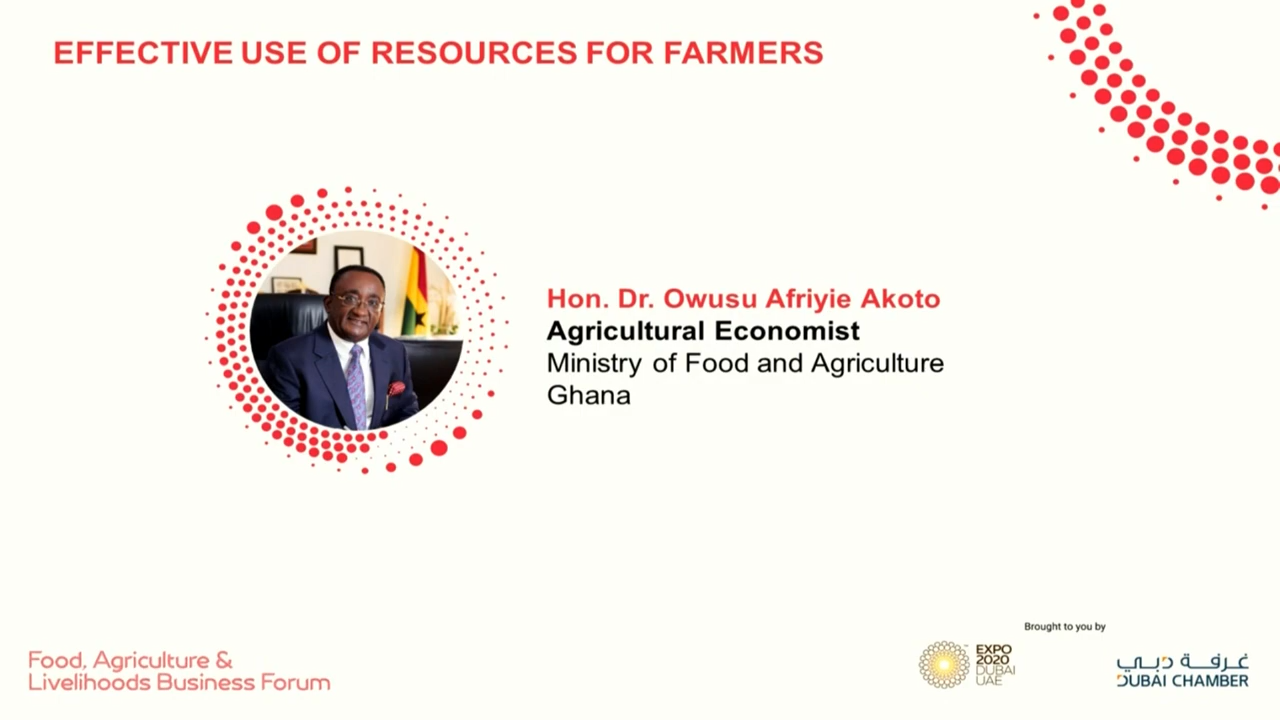 EFFECTIVE USE OF RESOURCES FOR FARMERS
Hon. Dr. Owusu Afriyie Akoto
Agricultural Economist
Ministry of Food and Agriculture
Ghana
Food, Agriculture &
Livelihoods Business Forum
Brought to you by
EXPO
2020
DUBAI
UAE
غرفة دبي
DUBAI CHAMBER